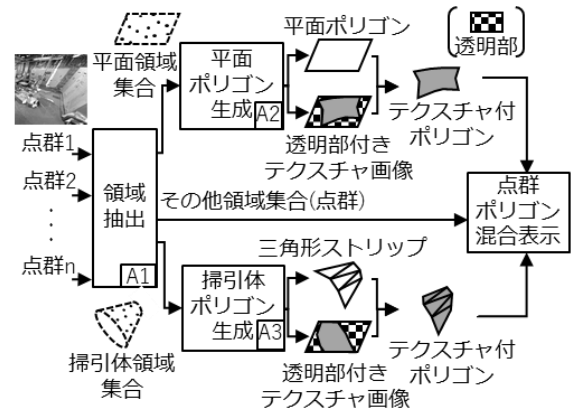 平面ポリゴン
透明部
平面領域
集合
平面
ポリゴン
生成
A2
点群1
透明部付き
テクスチャ画像
テクスチャ付
ポリゴン
点群2
領域
抽出
その他領域集合(点群)
点群
ポリゴン
混合表示
・
・
・
点群n
A1
三角形ストリップ
掃引体
ポリゴン
生成
A3
掃引体領域
集合
透明部付き
テクスチャ画像
テクスチャ付
ポリゴン